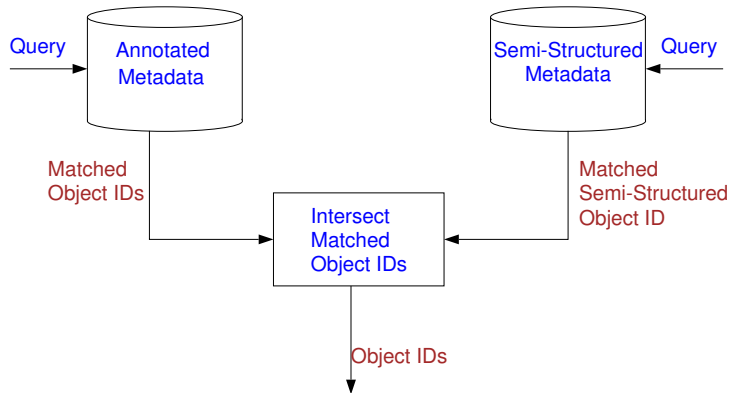 Query
Annotated
Metadata
Semi-Structured
Metadata
Query
Matched
Object IDs
Matched
Semi-Structured
Object ID
Intersect
Matched
Object IDs
Object IDs